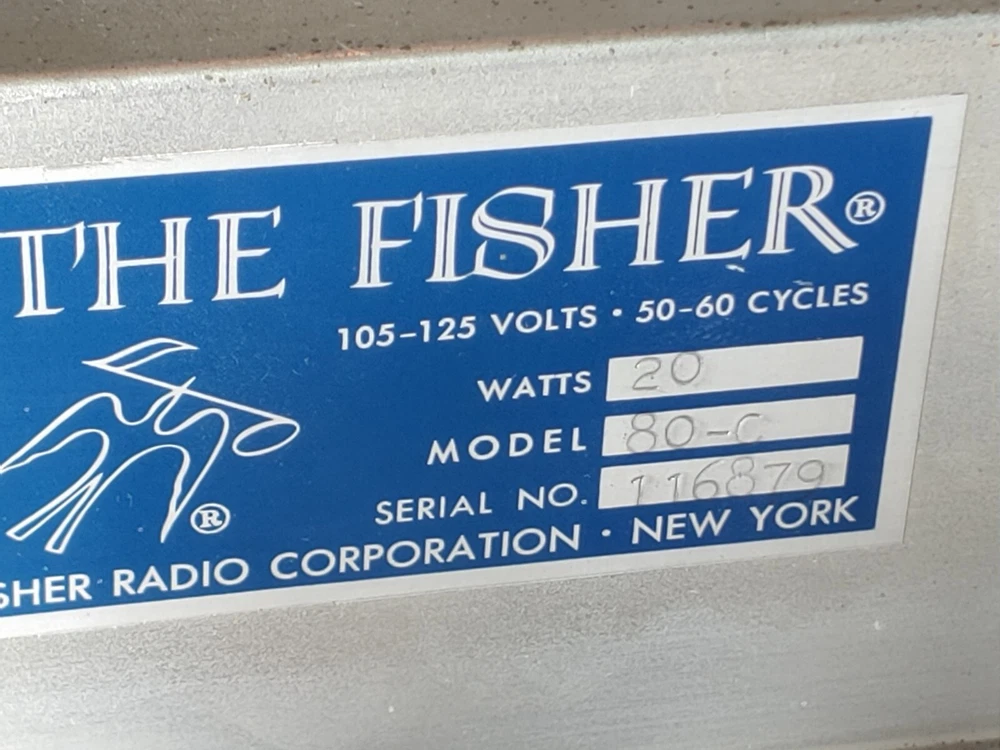 THE FISHER®
105-125 VOLTS · 50-60 CYCLES
WATTS 20
MODEL 80-C
SERIAL NO. 116879
®
SHER RADIO CORPORATION · NEW YORK